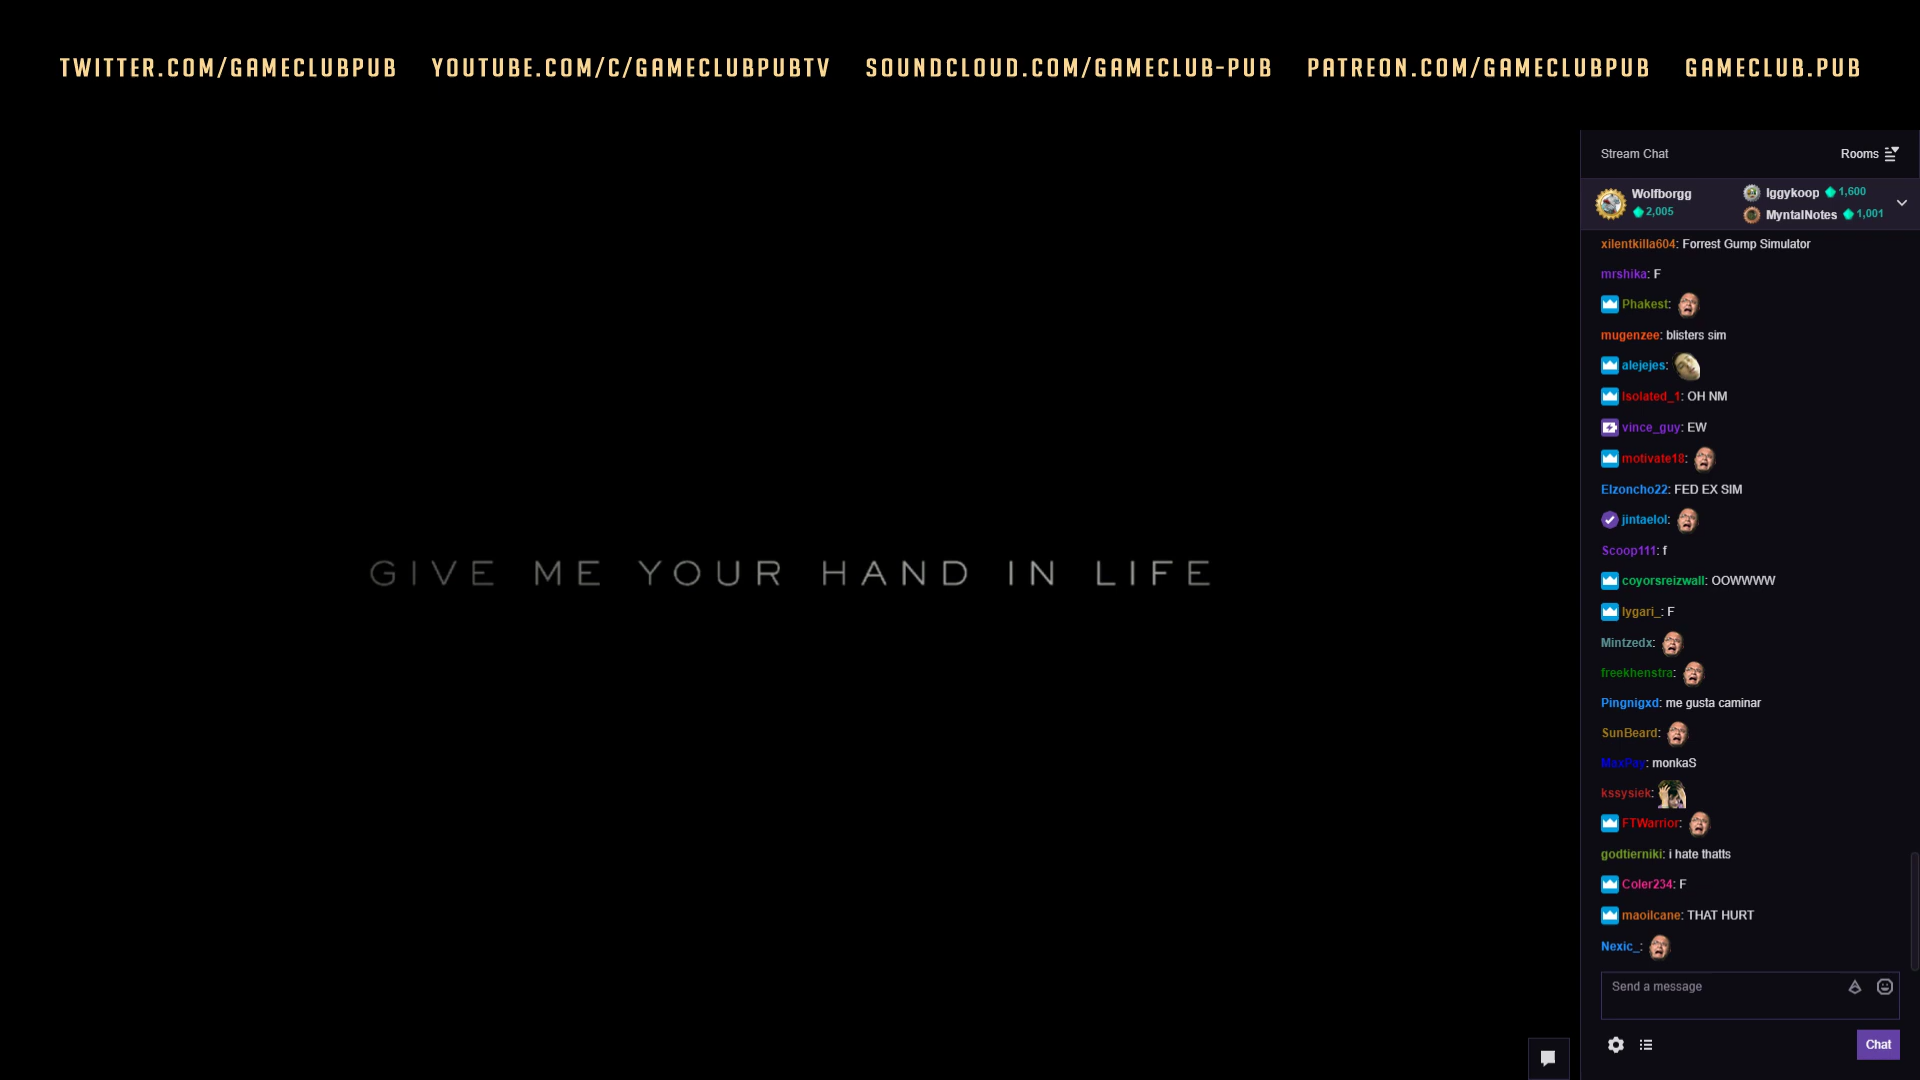 TWITTER.COM/GAMECLUBPUB YOUTUBE.COM/C/GAMECLUBPUBTV SOUNDCLOUD.COM/GAMECLUB-PUB PATREON.COM/GAMECLUBPUB GAMECLUB.PUB
GIVE ME YOUR HAND IN LIFE
Stream Chat Rooms
Wolfborgg 2,005
Iggykoop 1,600
MyntalNotes 1,001
xilentkilla604: Forrest Gump Simulator
mrshika: F
Phakest:
mugenzee: blisters sim
alejejes:
Isolated_1: OH NM
vince_guy: EW
motivate18:
Elzoncho22: FED EX SIM
jintaelol:
Scoop111: f
coyorsreizwall: OOWWWW
lygari_: F
Mintzedx:
freekhenstra:
Pingnigxd: me gusta caminar
SunBeard:
MaxPay: monkaS
kssysiek:
FTWarrior:
godtierniki: i hate thatts
Coler234: F
maoilcane: THAT HURT
Nexic_:
Send a message
Chat